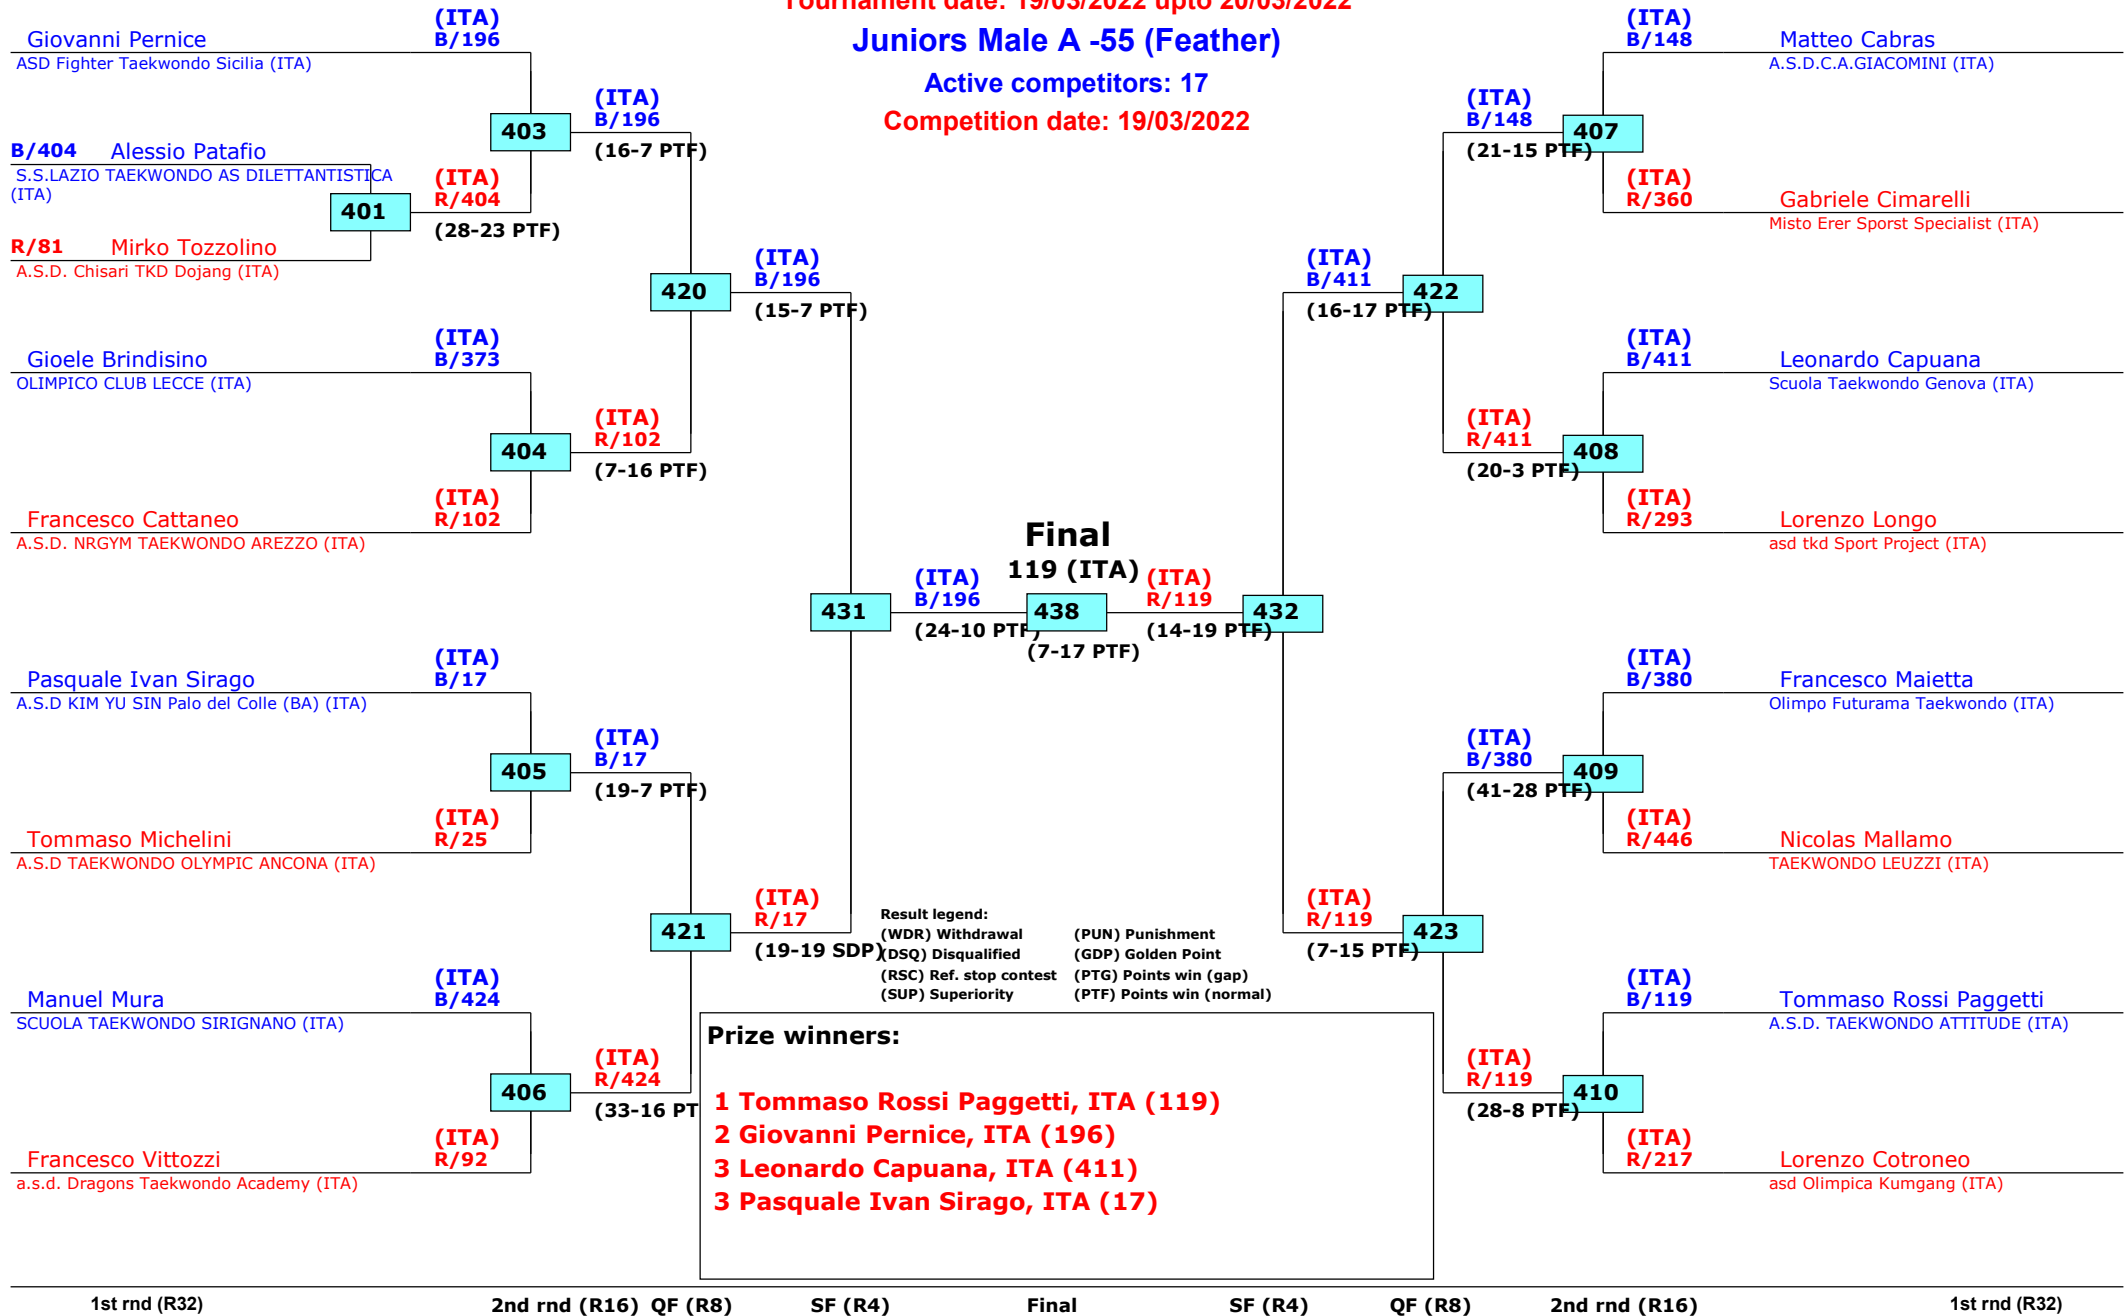 Tournament date: 19/03/2022 upto 20/03/2022
Juniors Male A -55 (Feather)
Active competitors: 17
Competition date: 19/03/2022
Giovanni Pernice
(ITA)
B/196
ASD Fighter Taekwondo Sicilia (ITA)
B/404 Alessio Patafio
S.S.LAZIO TAEKWONDO AS DILETTANTISTICA
(ITA)
401
(ITA)
R/404
(28-23 PTF)
R/81 Mirko Tozzolino
A.S.D. Chisari TKD Dojang (ITA)
403
(ITA)
B/196
(16-7 PTF)
Gioele Brindisino
(ITA)
B/373
OLIMPICO CLUB LECCE (ITA)
404
(ITA)
R/102
(7-16 PTF)
Francesco Cattaneo
(ITA)
R/102
A.S.D. NRGYM TAEKWONDO AREZZO (ITA)
420
(ITA)
B/196
(15-7 PTF)
Pasquale Ivan Sirago
(ITA)
B/17
A.S.D KIM YU SIN Palo del Colle (BA) (ITA)
405
(ITA)
B/17
(19-7 PTF)
Tommaso Michelini
(ITA)
R/25
A.S.D TAEKWONDO OLYMPIC ANCONA (ITA)
421
(ITA)
R/17
(19-19 SDP)
Manuel Mura
(ITA)
B/424
SCUOLA TAEKWONDO SIRIGNANO (ITA)
406
(ITA)
R/424
(33-16 PT
Francesco Vittozzi
(ITA)
R/92
a.s.d. Dragons Taekwondo Academy (ITA)
431
(ITA)
B/196
(24-10 PTF)
Final
119 (ITA)
438
(7-17 PTF)
(ITA)
R/119
(14-19 PTF)
432
(ITA)
B/148
Matteo Cabras
A.S.D.C.A.GIACOMINI (ITA)
(ITA)
B/148
(21-15 PTF)
407
(ITA)
R/360
Gabriele Cimarelli
Misto Erer Sporst Specialist (ITA)
(ITA)
B/411
(16-17 PTF)
422
(ITA)
B/411
Leonardo Capuana
Scuola Taekwondo Genova (ITA)
(ITA)
R/411
(20-3 PTF)
408
(ITA)
R/293
Lorenzo Longo
asd tkd Sport Project (ITA)
(ITA)
B/380
Francesco Maietta
Olimpo Futurama Taekwondo (ITA)
(ITA)
B/380
(41-28 PTF)
409
(ITA)
R/446
Nicolas Mallamo
TAEKWONDO LEUZZI (ITA)
(ITA)
R/119
(7-15 PTF)
423
(ITA)
B/119
Tommaso Rossi Paggetti
A.S.D. TAEKWONDO ATTITUDE (ITA)
(ITA)
R/119
(28-8 PTF)
410
(ITA)
R/217
Lorenzo Cotroneo
asd Olimpica Kumgang (ITA)
Result legend:
(WDR) Withdrawal (PUN) Punishment
(DSQ) Disqualified (GDP) Golden Point
(RSC) Ref. stop contest (PTG) Points win (gap)
(SUP) Superiority (PTF) Points win (normal)
Prize winners:
1 Tommaso Rossi Paggetti, ITA (119)
2 Giovanni Pernice, ITA (196)
3 Leonardo Capuana, ITA (411)
3 Pasquale Ivan Sirago, ITA (17)
1st rnd (R32) 2nd rnd (R16) QF (R8) SF (R4) Final SF (R4) QF (R8) 2nd rnd (R16) 1st rnd (R32)